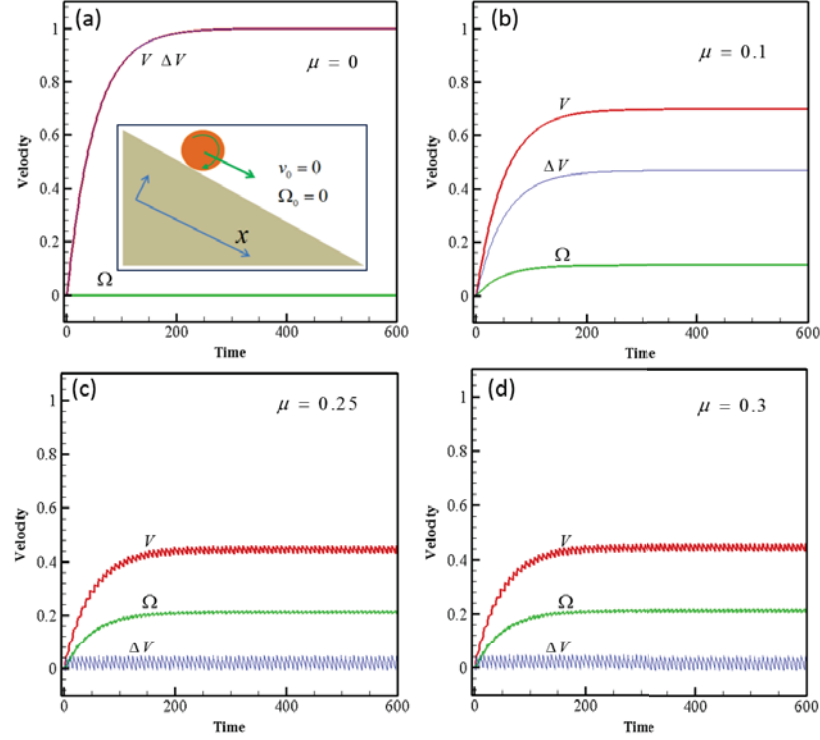 (a)
μ = 0
V ΔV
v₀ = 0
Ω₀ = 0
x
Ω
Velocity
1
0.8
0.6
0.4
0.2
0
0 200 400 600
Time
(b)
μ = 0.1
V
ΔV
Ω
Velocity
1
0.8
0.6
0.4
0.2
0
0 200 400 600
Time
(c)
μ = 0.25
V
Ω
ΔV
Velocity
1
0.8
0.6
0.4
0.2
0
0 200 400 600
Time
(d)
μ = 0.3
V
Ω
ΔV
Velocity
1
0.8
0.6
0.4
0.2
0
0 200 400 600
Time